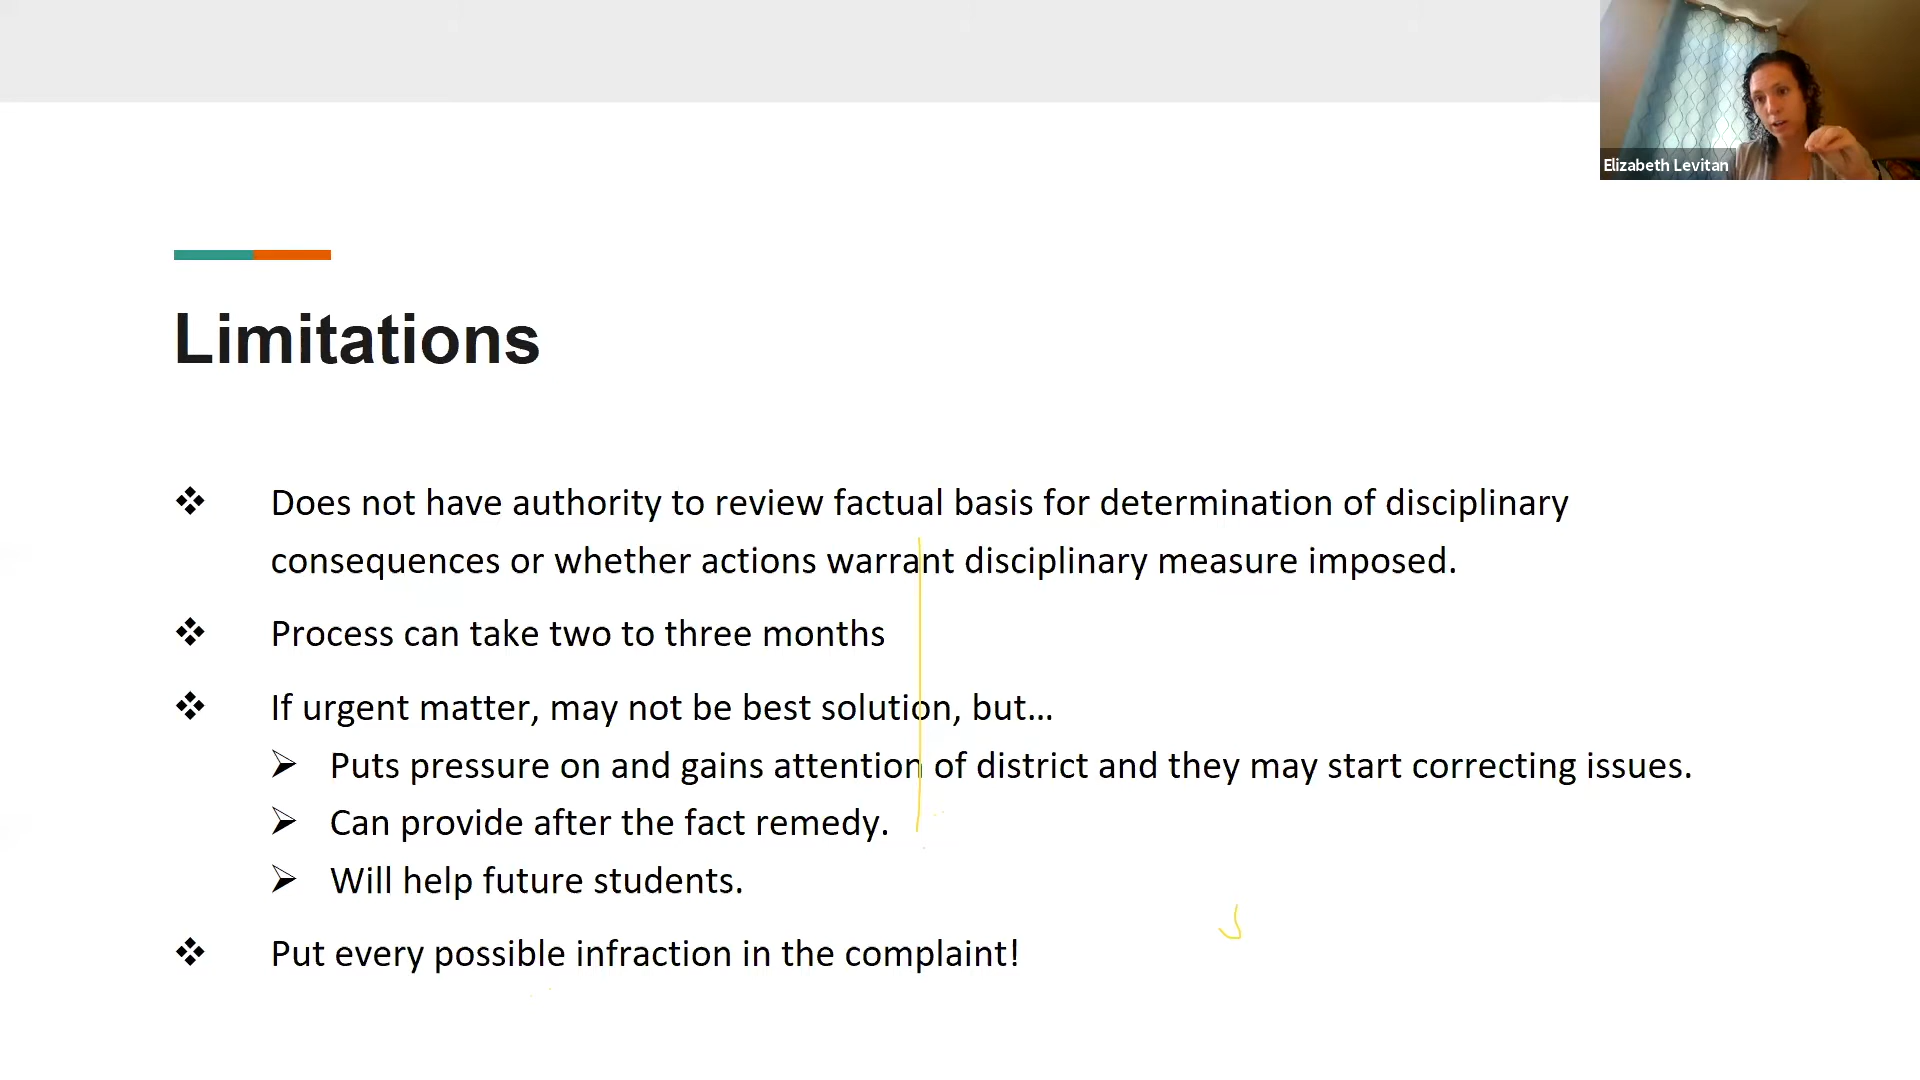 Elizabeth Levitan
Limitations
❖ Does not have authority to review factual basis for determination of disciplinary
consequences or whether actions warrant disciplinary measure imposed.
❖ Process can take two to three months
❖ If urgent matter, may not be best solution, but...
➢ Puts pressure on and gains attention of district and they may start correcting issues.
➢ Can provide after the fact remedy.
➢ Will help future students.
❖ Put every possible infraction in the complaint!